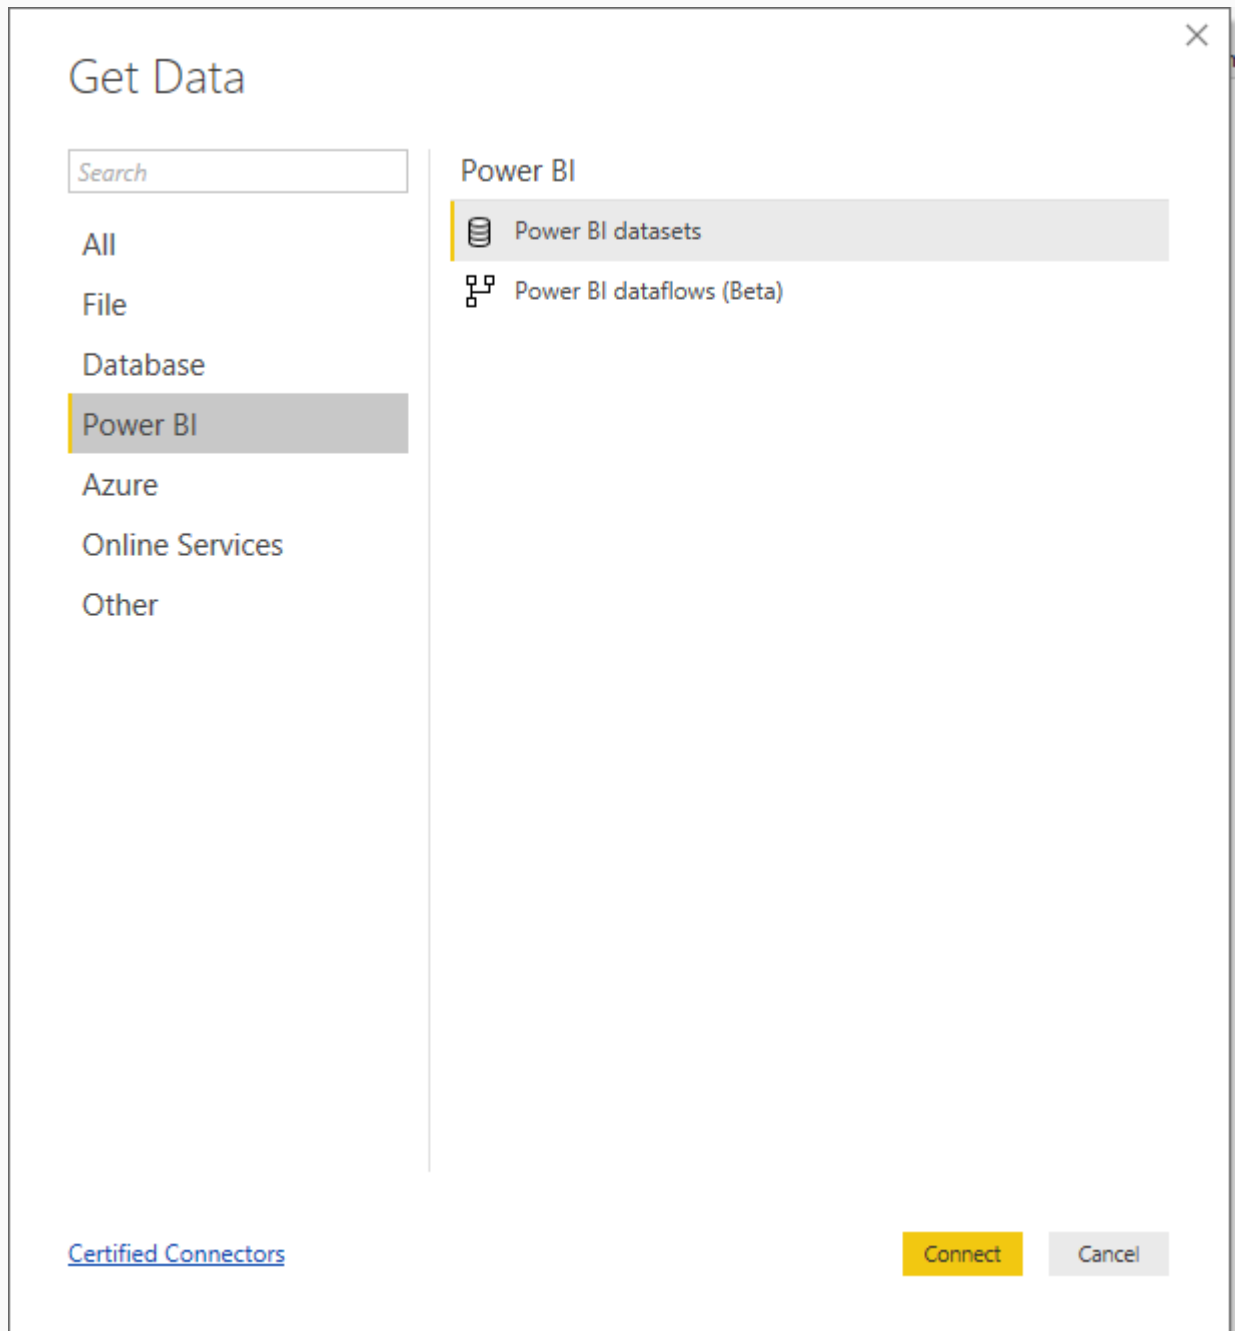 Get Data
Search
All
File
Database
Power BI
Azure
Online Services
Other
Power BI
Power BI datasets
Power BI dataflows (Beta)
Certified Connectors
Connect
Cancel